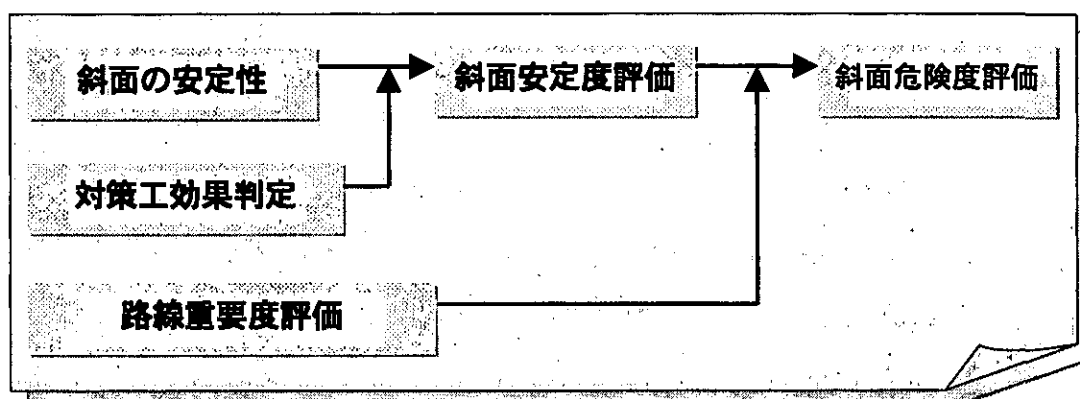 斜面の安定性
斜面安定度評価
斜面危険度評価
対策工効果判定
路線重要度評価